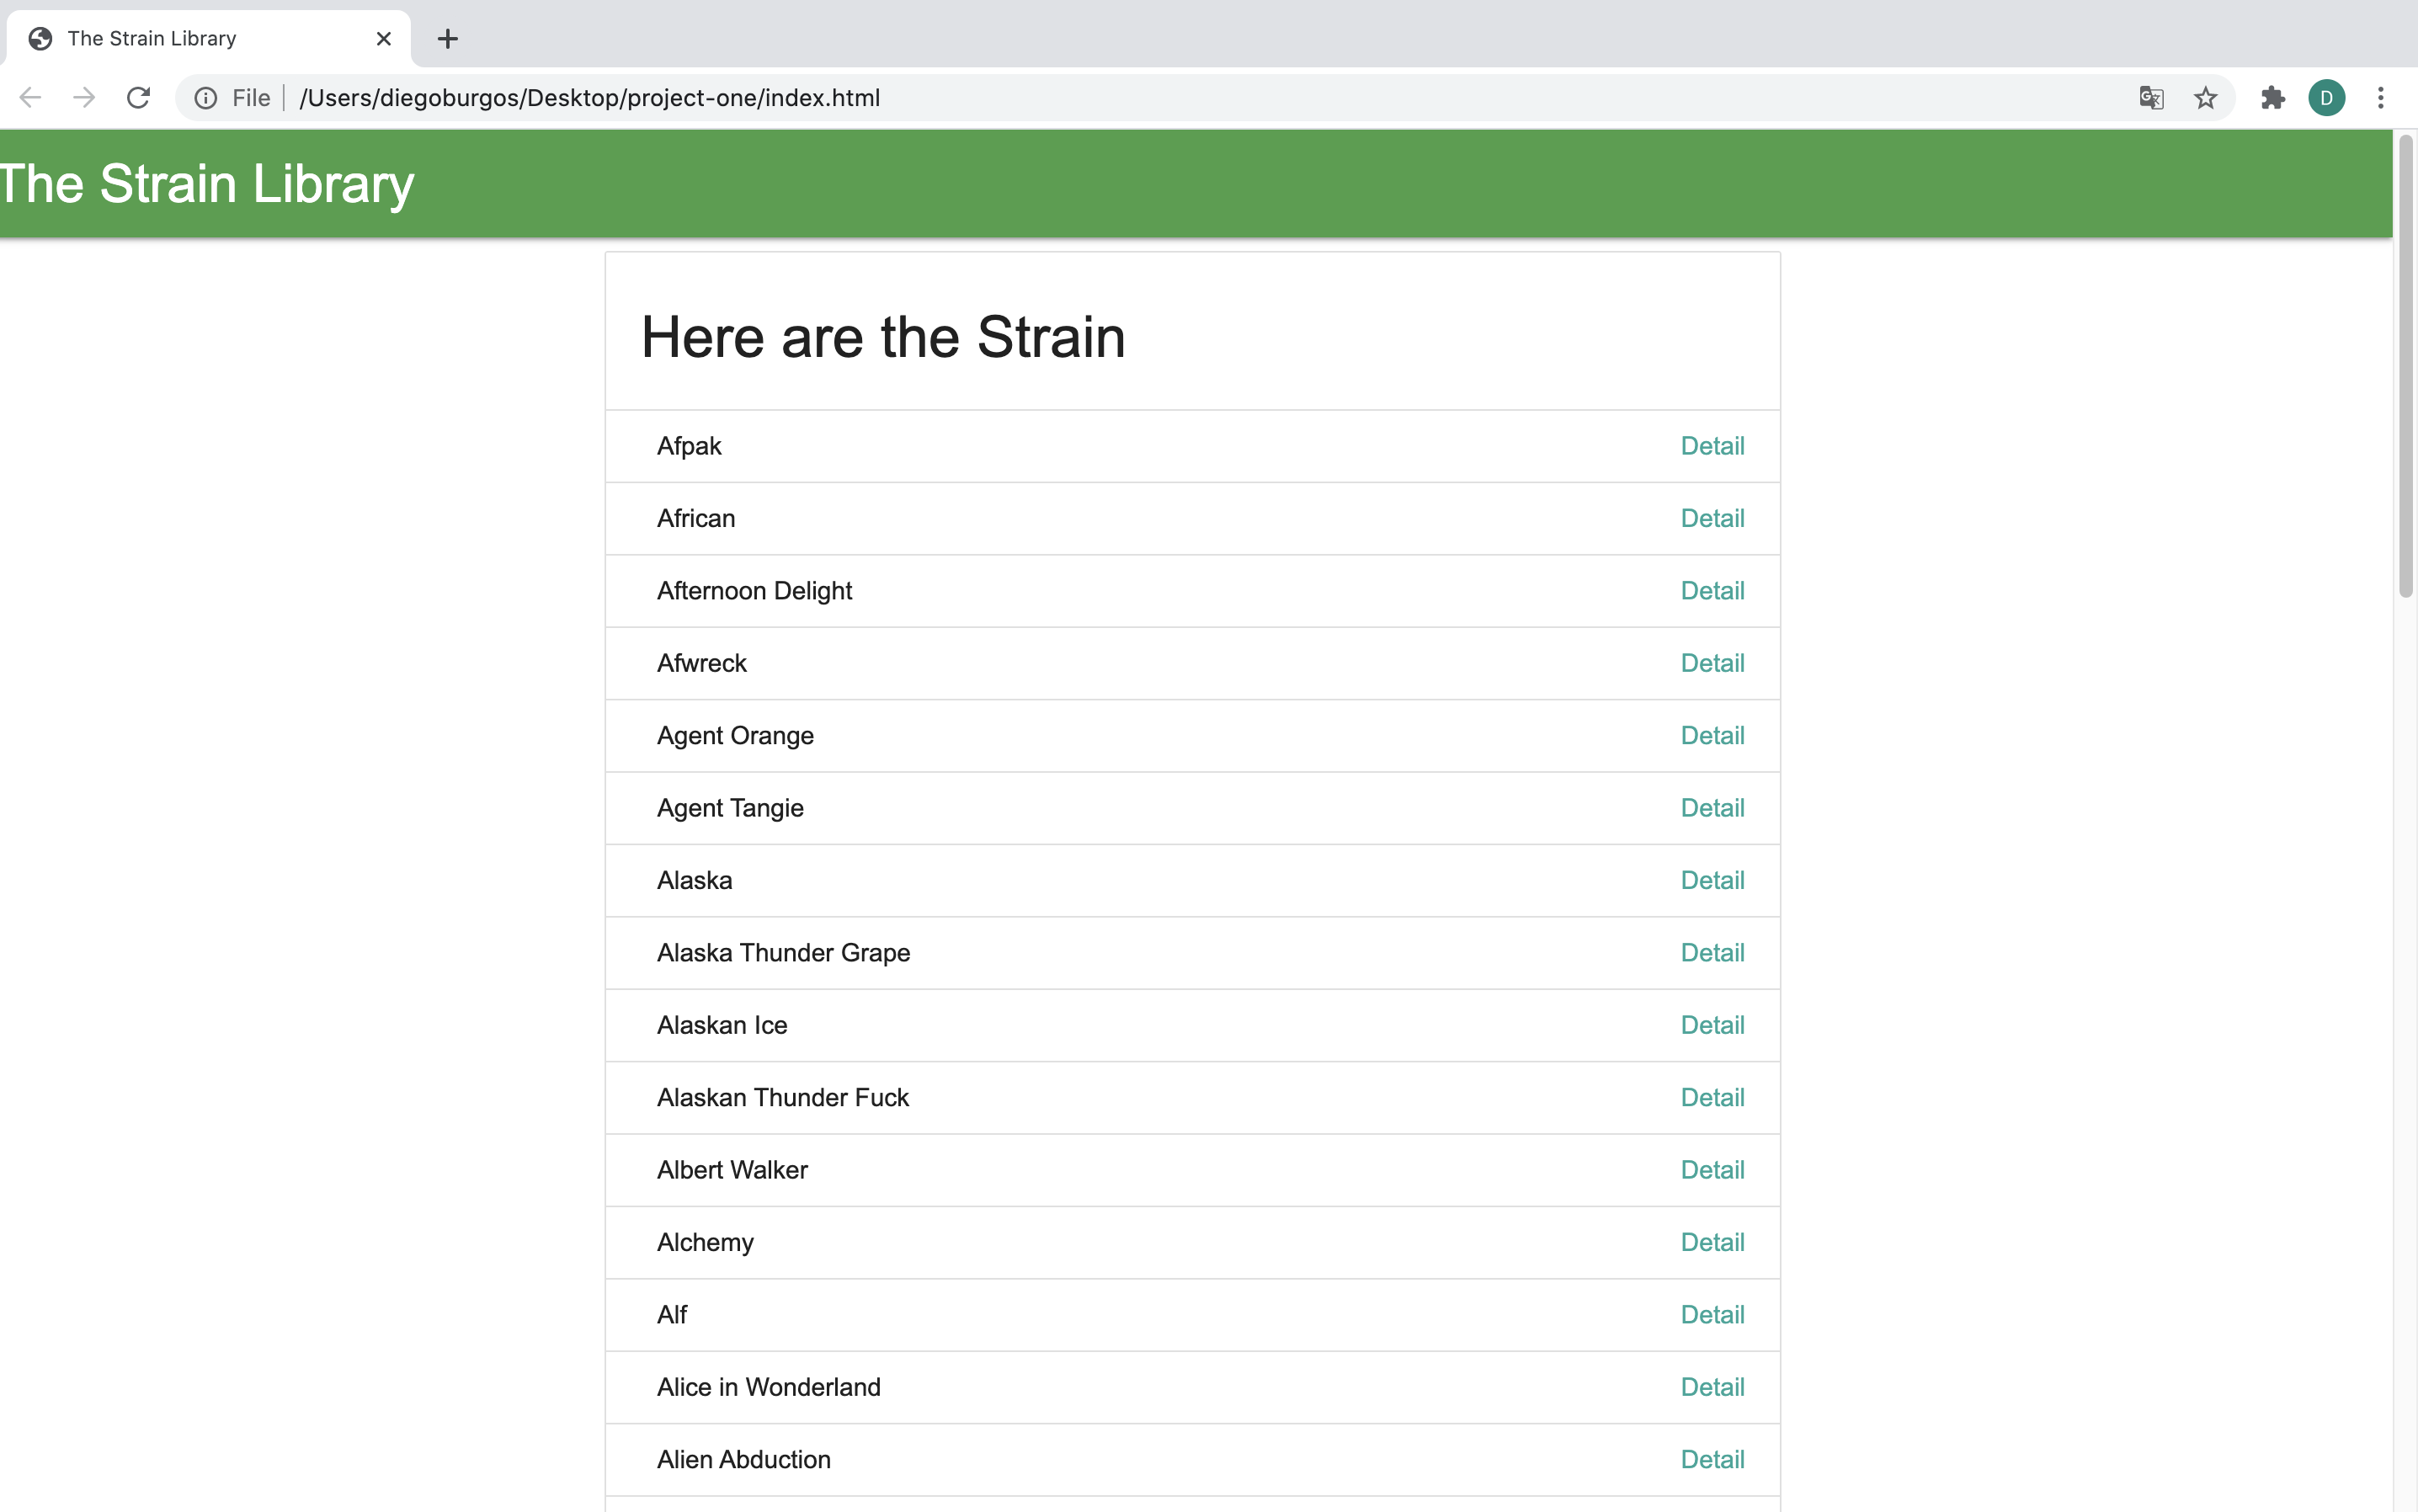 The Strain Library
File /Users/diegoburgos/Desktop/project-one/index.html
D
The Strain Library
Here are the Strain
Afpak Detail
African Detail
Afternoon Delight Detail
Afwreck Detail
Agent Orange Detail
Agent Tangie Detail
Alaska Detail
Alaska Thunder Grape Detail
Alaskan Ice Detail
Alaskan Thunder Fuck Detail
Albert Walker Detail
Alchemy Detail
Alf Detail
Alice in Wonderland Detail
Alien Abduction Detail